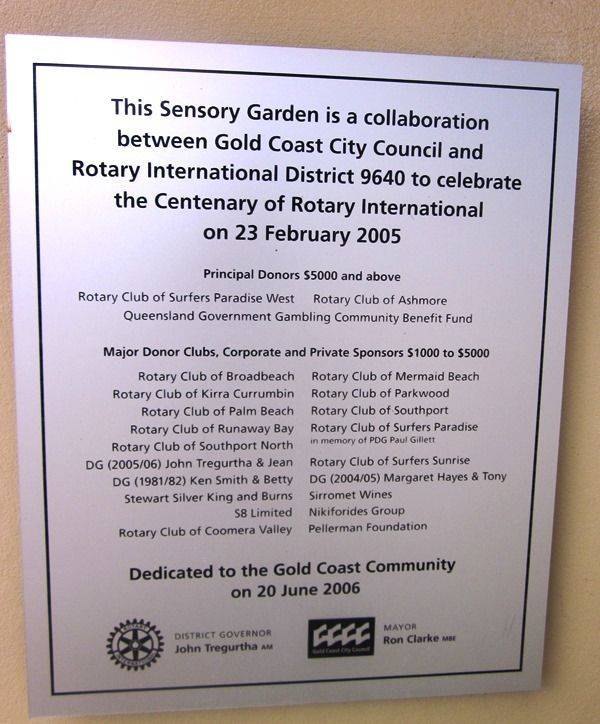 This Sensory Garden is a collaboration
between Gold Coast City Council and
Rotary International District 9640 to celebrate
the Centenary of Rotary International
on 23 February 2005
Principal Donors $5000 and above
Rotary Club of Surfers Paradise West Rotary Club of Ashmore
Queensland Government Gambling Community Benefit Fund
Major Donor Clubs, Corporate and Private Sponsors $1000 to $5000
Rotary Club of Broadbeach Rotary Club of Mermaid Beach
Rotary Club of Kirra Currumbin Rotary Club of Parkwood
Rotary Club of Palm Beach Rotary Club of Southport
Rotary Club of Runaway Bay Rotary Club of Surfers Paradise
in memory of PDG Paul Gillett
Rotary Club of Southport North
DG (2005/06) John Tregurtha & Jean Rotary Club of Surfers Sunrise
DG (1981/82) Ken Smith & Betty DG (2004/05) Margaret Hayes & Tony
Stewart Silver King and Burns Sirromet Wines
S8 Limited Nikiforides Group
Rotary Club of Coomera Valley Pellerman Foundation
Dedicated to the Gold Coast Community
on 20 June 2006
ROTARY INTERNATIONAL
DISTRICT GOVERNOR
John Tregurtha AM
Gold Coast City Council
MAYOR
Ron Clarke MBE